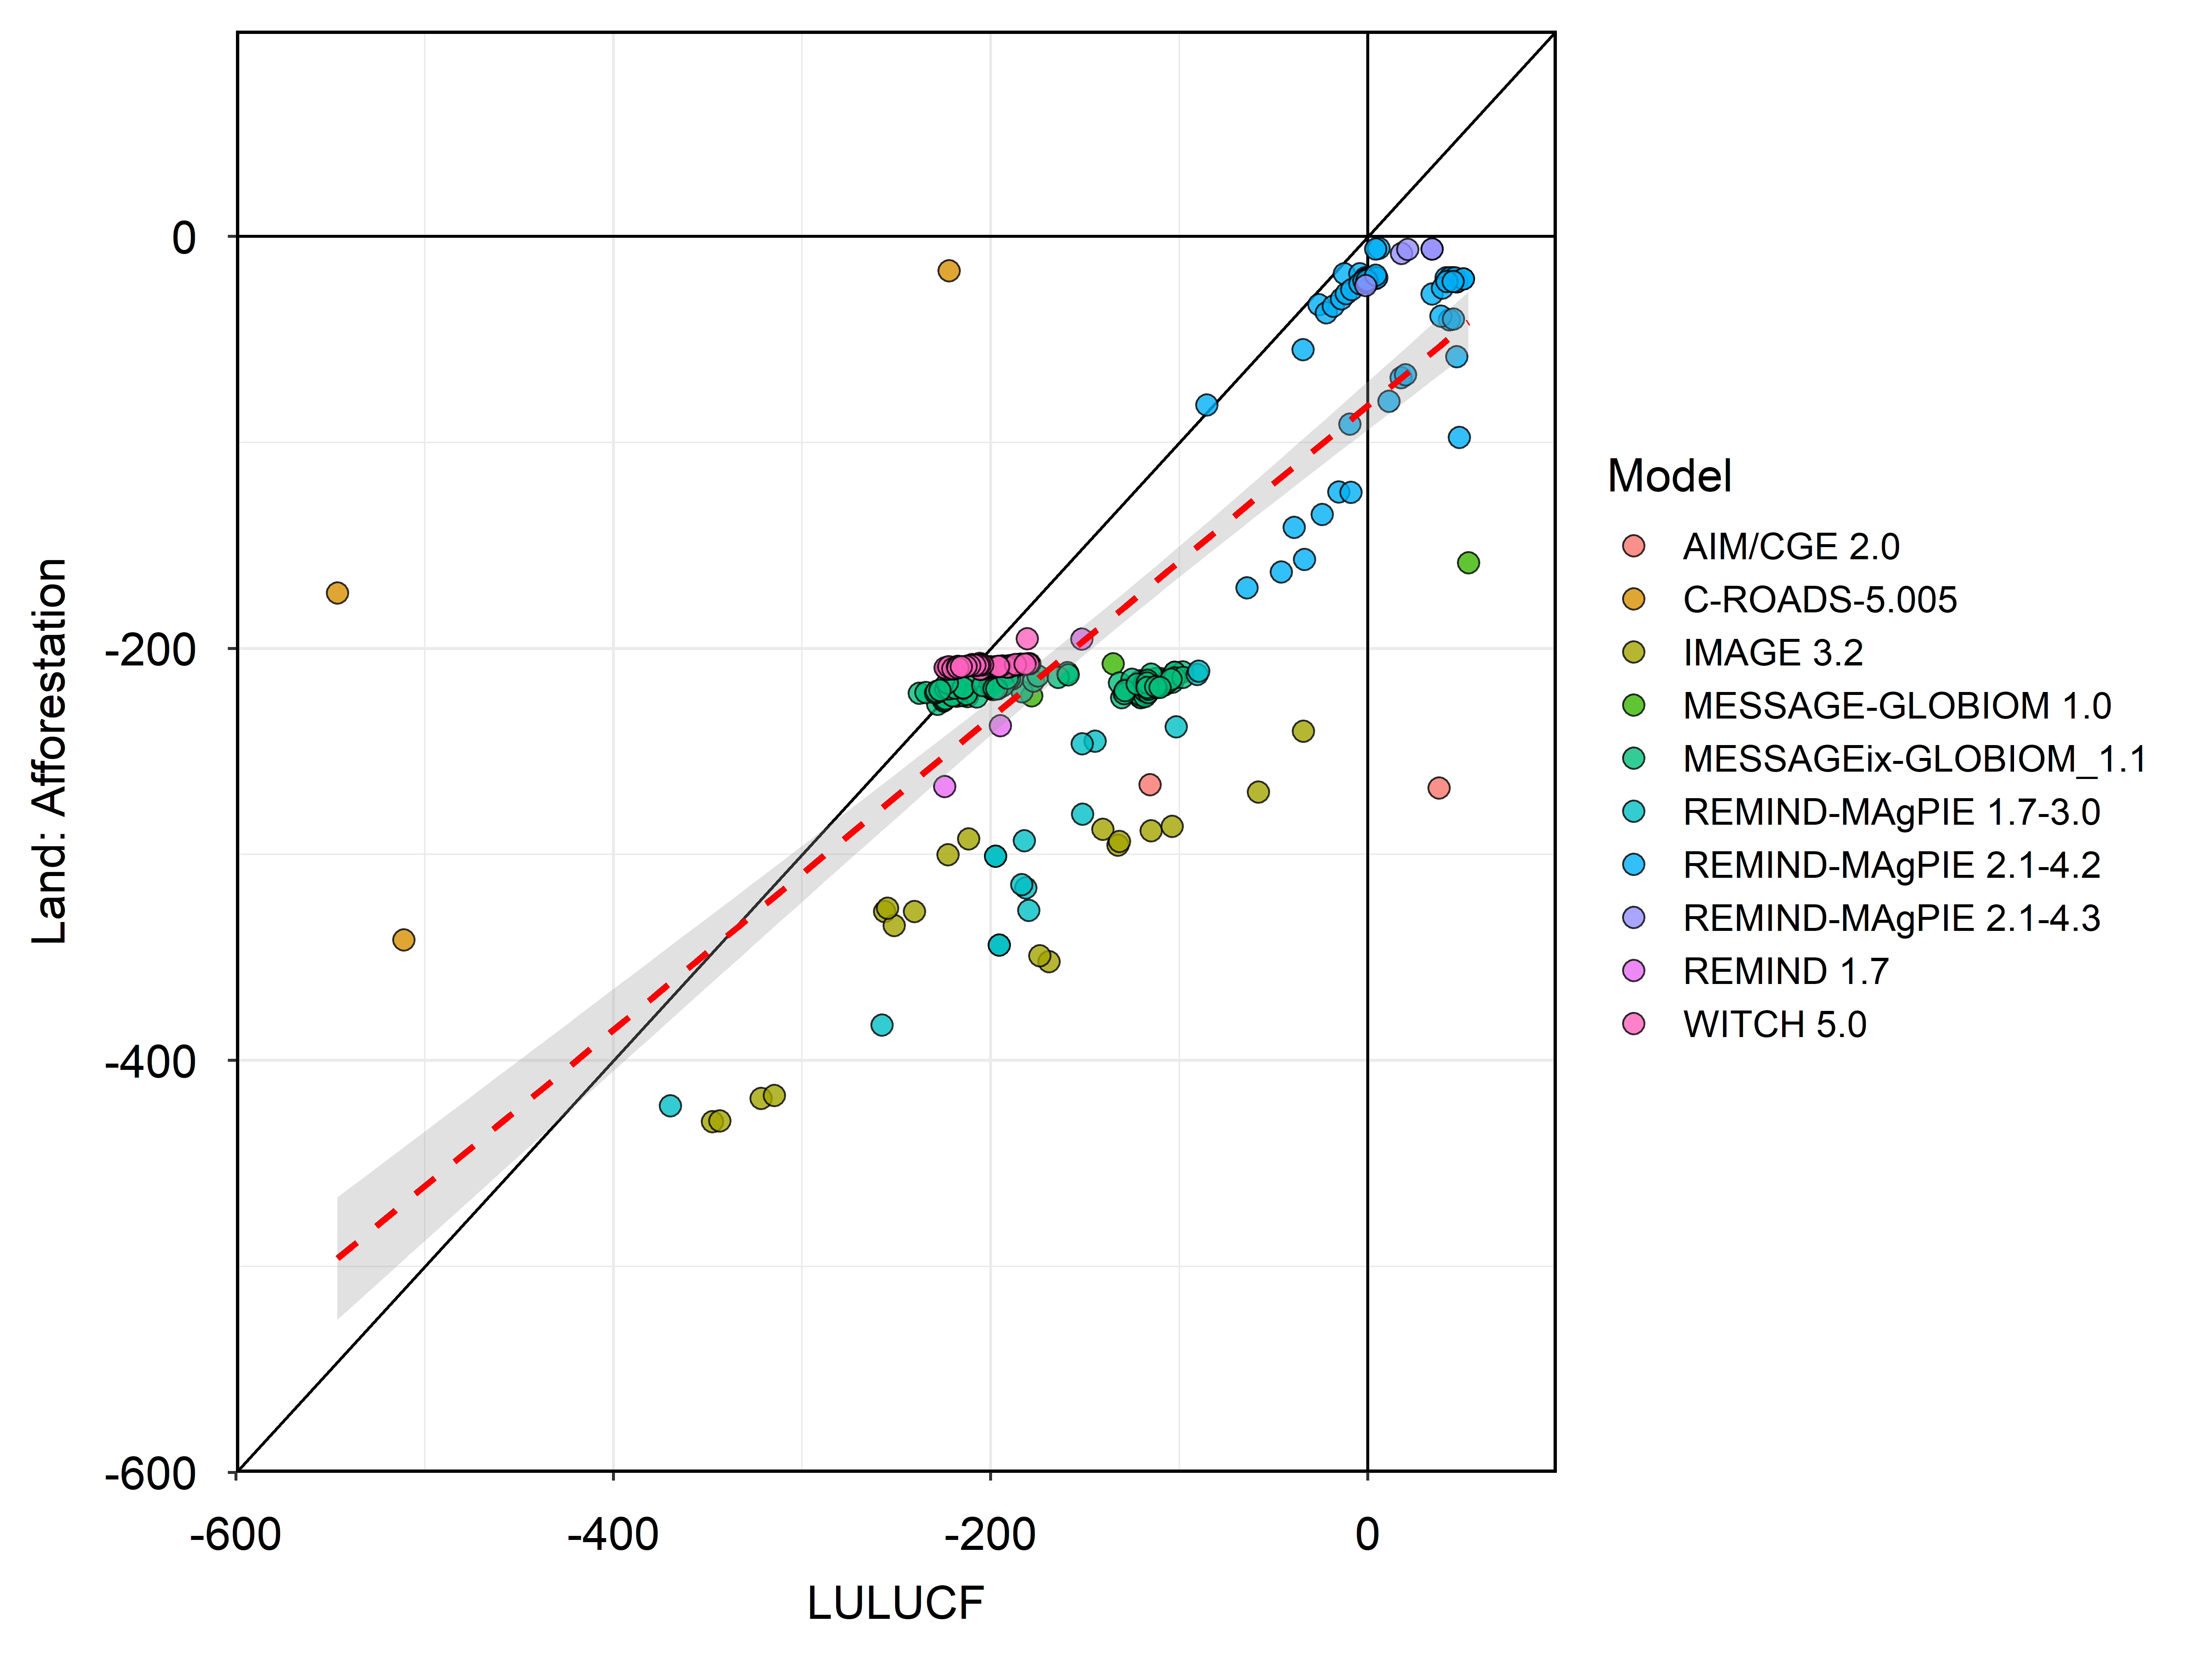 0
-200
-400
-600
Land: Afforestation
-600
-400
-200
0
LULUCF
Model
AIM/CGE 2.0
C-ROADS-5.005
IMAGE 3.2
MESSAGE-GLOBIOM 1.0
MESSAGEix-GLOBIOM_1.1
REMIND-MAgPIE 1.7-3.0
REMIND-MAgPIE 2.1-4.2
REMIND-MAgPIE 2.1-4.3
REMIND 1.7
WITCH 5.0